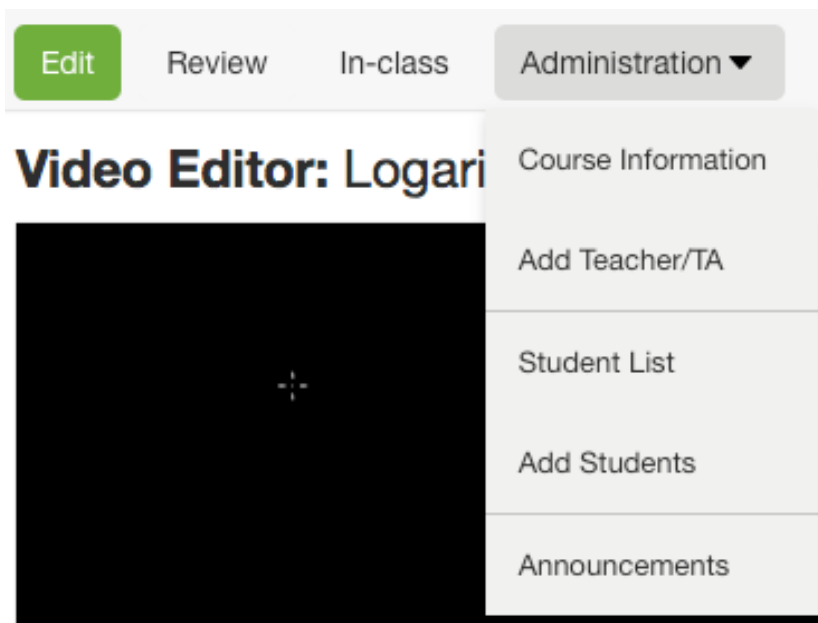 Edit Review In-class Administration
Course Information
Video Editor: Logari
Add Teacher/TA
Student List
Add Students
Announcements